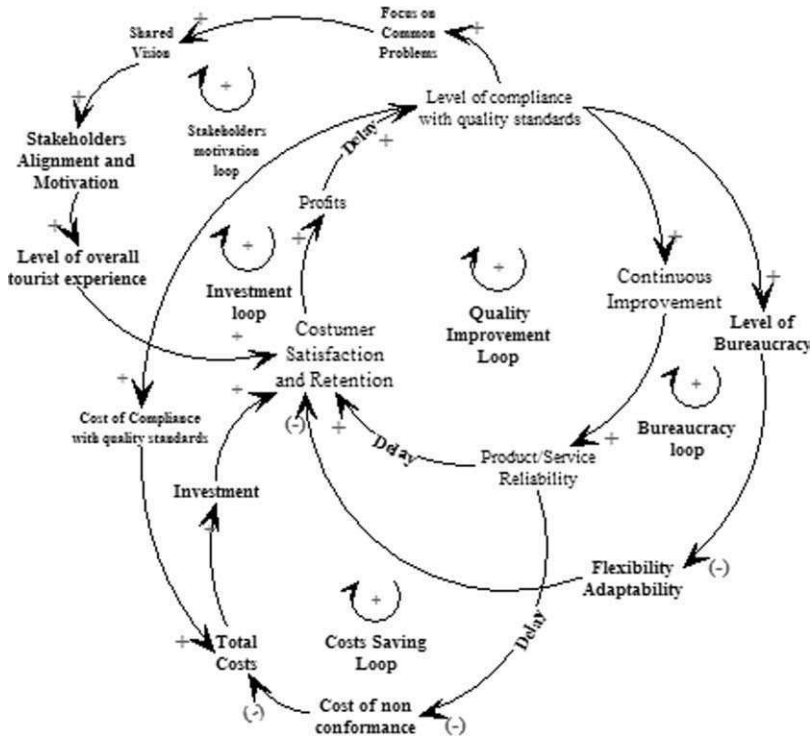 Focus on
Common
Problems
+
Shared
Vision
+
+
Stakeholders
motivation
loop
Level of compliance
with quality standards
+
Stakeholders
Alignment and
Motivation
Delay
+
Profits
+
+
Level of overall
tourist experience
+
Investment
loop
+
Quality
Improvement
Loop
+
Continuous
Improvement
+
Level of
Bureaucracy
+
Costumer
Satisfaction
and Retention
+
+
(-)
+
+
Cost of Compliance
with quality standards
+
Bureaucracy
loop
Delay
Product/Service
Reliability
+
Investment
+
Flexibility
Adaptability
(-)
+
Costs Saving
Loop
Delay
+
Total
Costs
(-)
Cost of non
conformance
(-)